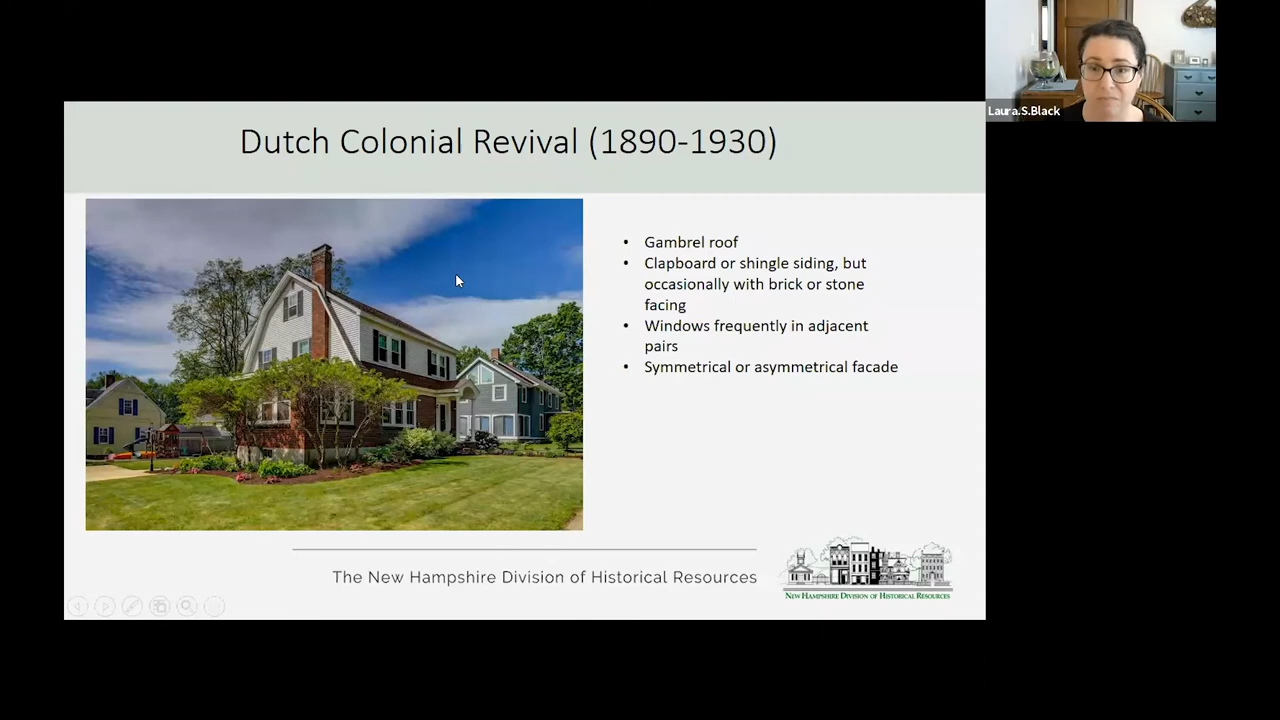 Laura.S.Black
Dutch Colonial Revival (1890-1930)
• Gambrel roof
• Clapboard or shingle siding, but
occasionally with brick or stone
facing
• Windows frequently in adjacent
pairs
• Symmetrical or asymmetrical facade
The New Hampshire Division of Historical Resources
New Hampshire Division of Historical Resources